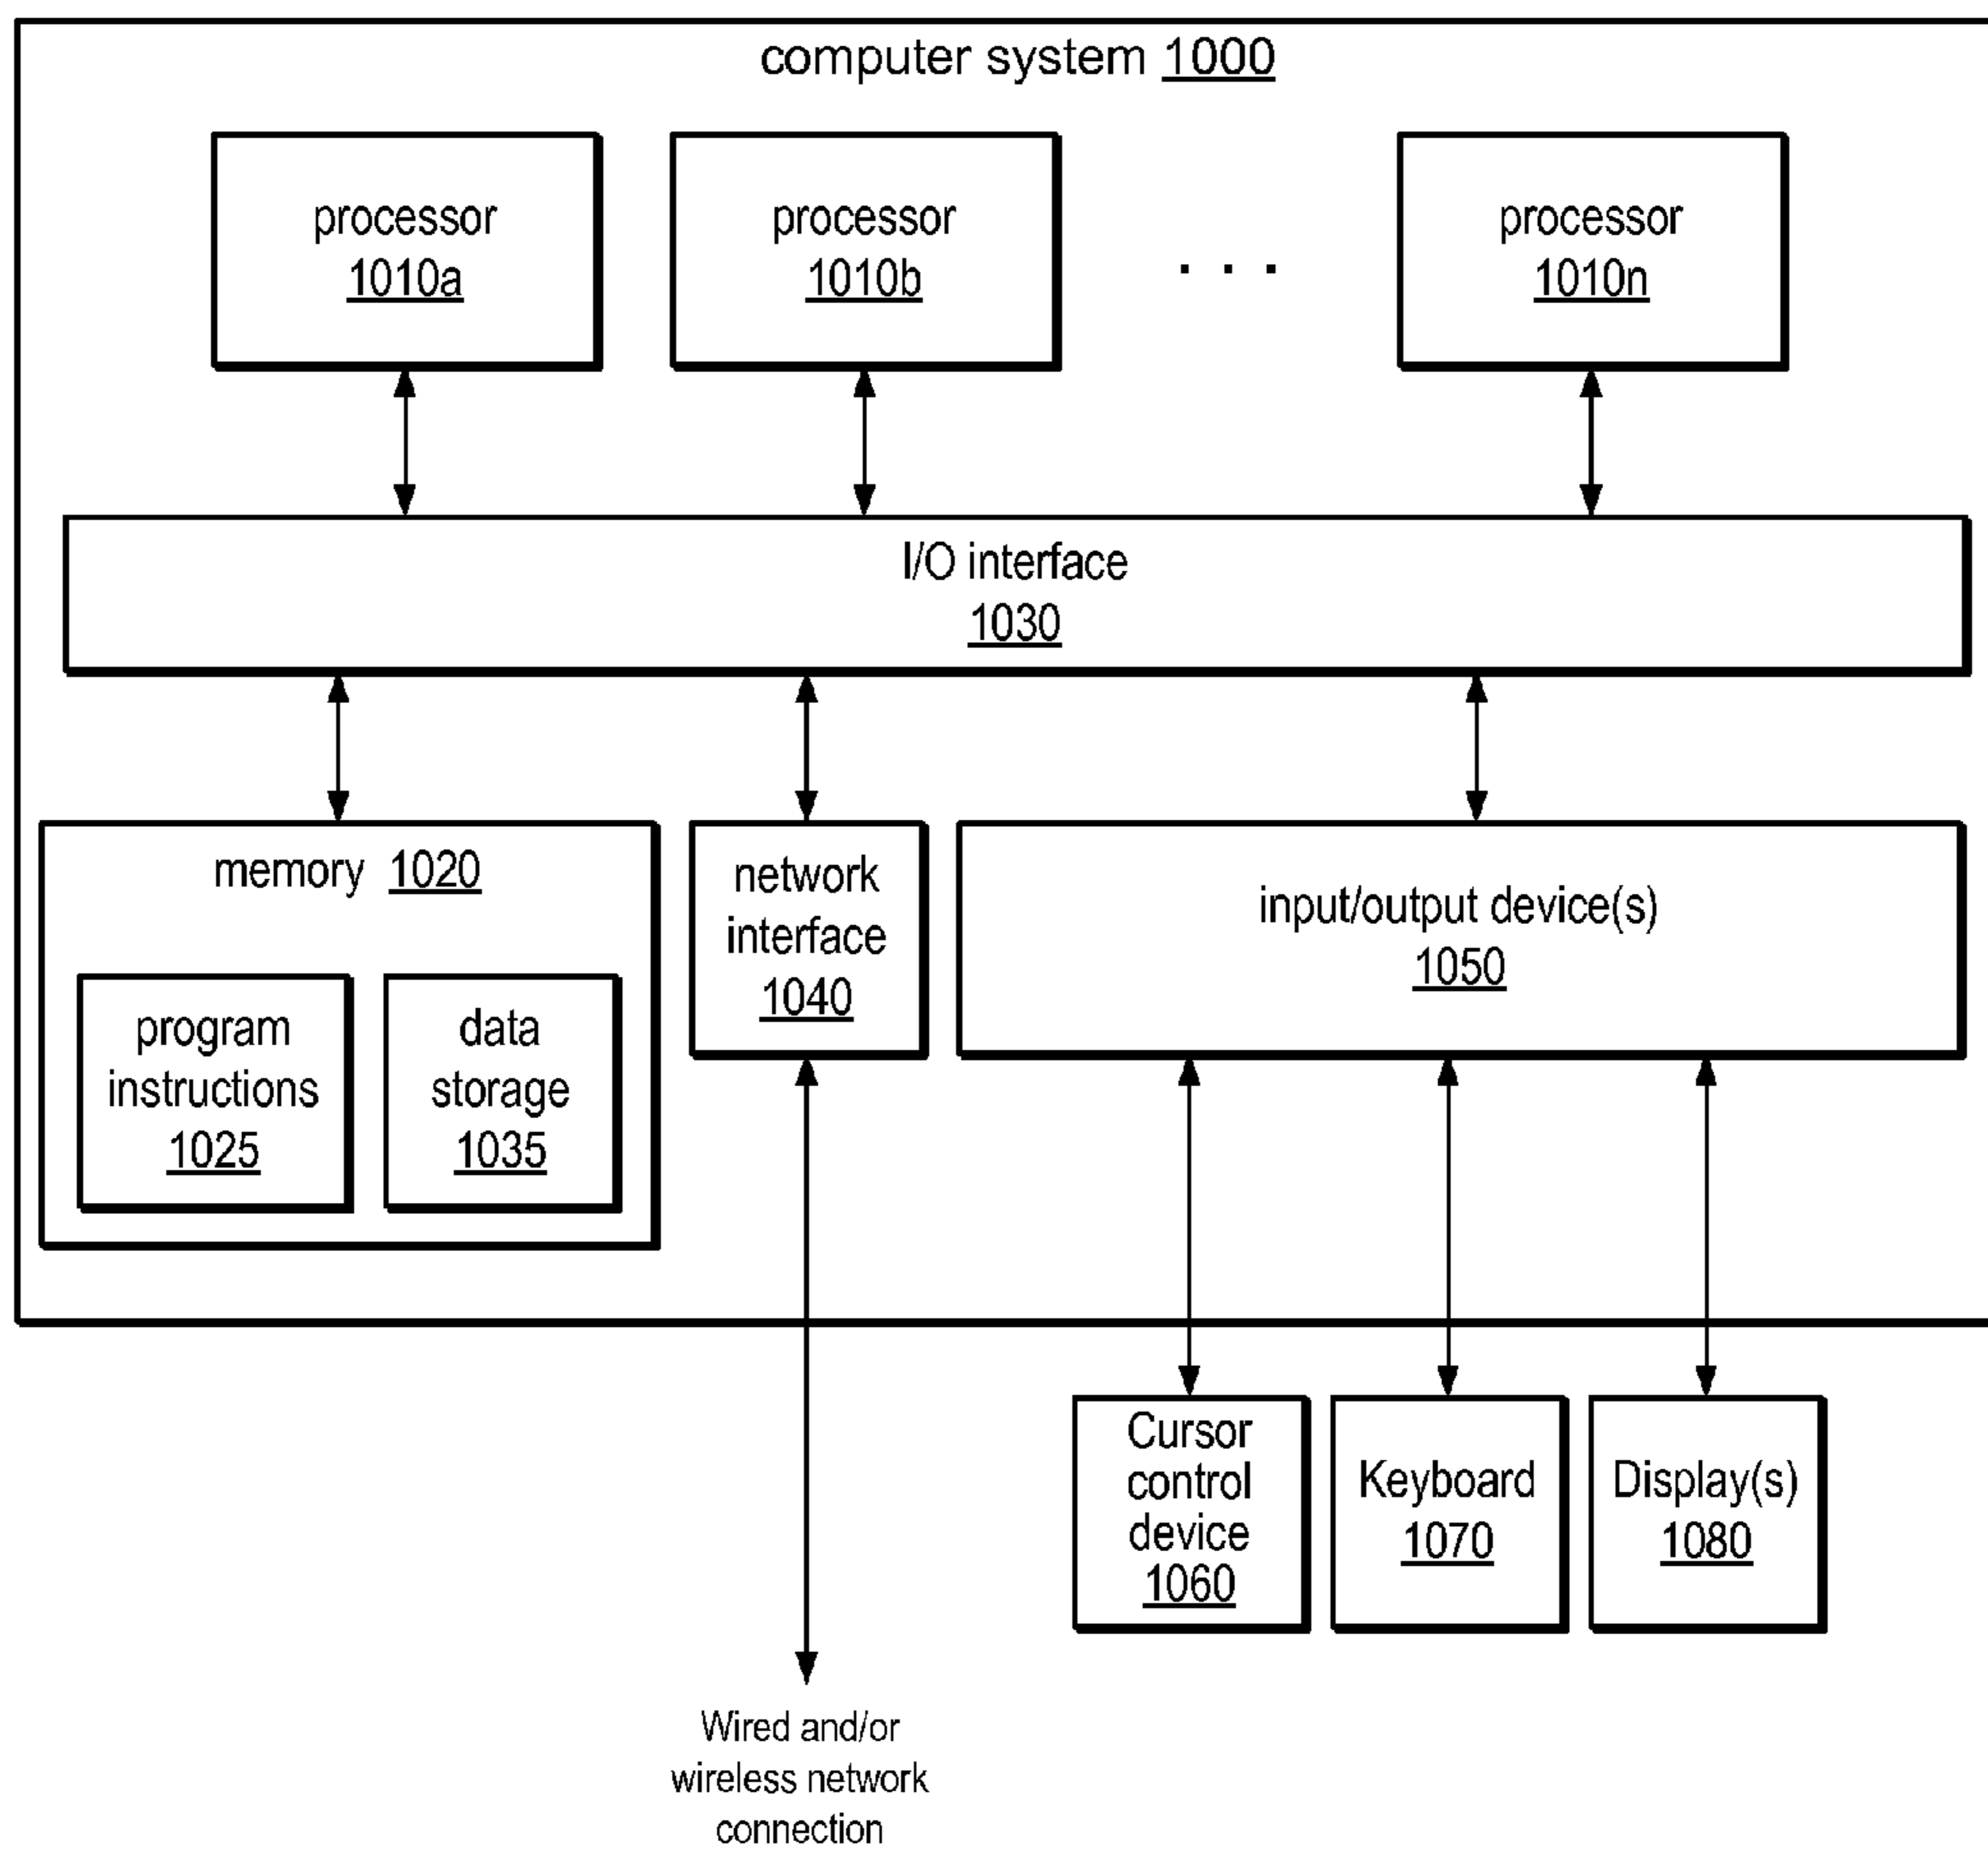 computer system 1000
processor
1010a
processor
1010b
. . .
processor
1010n
I/O interface
1030
memory 1020
program
instructions
1025
data
storage
1035
network
interface
1040
input/output device(s)
1050
Cursor
control
device
1060
Keyboard
1070
Display(s)
1080
Wired and/or
wireless network
connection